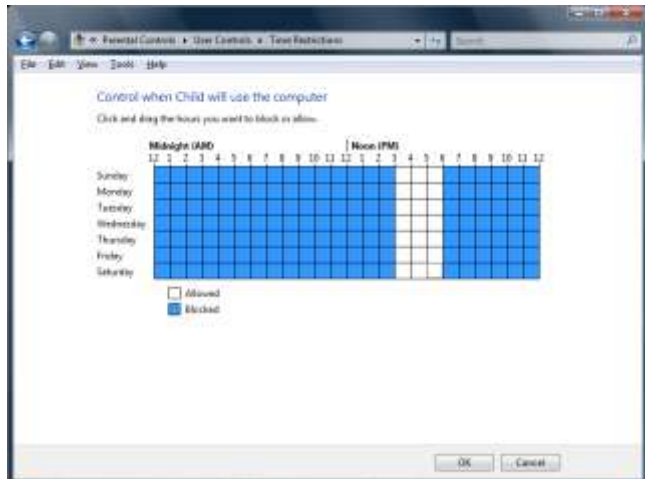 « Parental Controls ▸ User Controls ▸ Time Restrictions
Search
File Edit View Tools Help
Control when Child will use the computer
Click and drag the hours you want to block or allow.
Midnight (AM) Noon (PM)
12 1 2 3 4 5 6 7 8 9 10 11 12 1 2 3 4 5 6 7 8 9 10 11 12
Sunday
Monday
Tuesday
Wednesday
Thursday
Friday
Saturday
Allowed
Blocked
OK Cancel